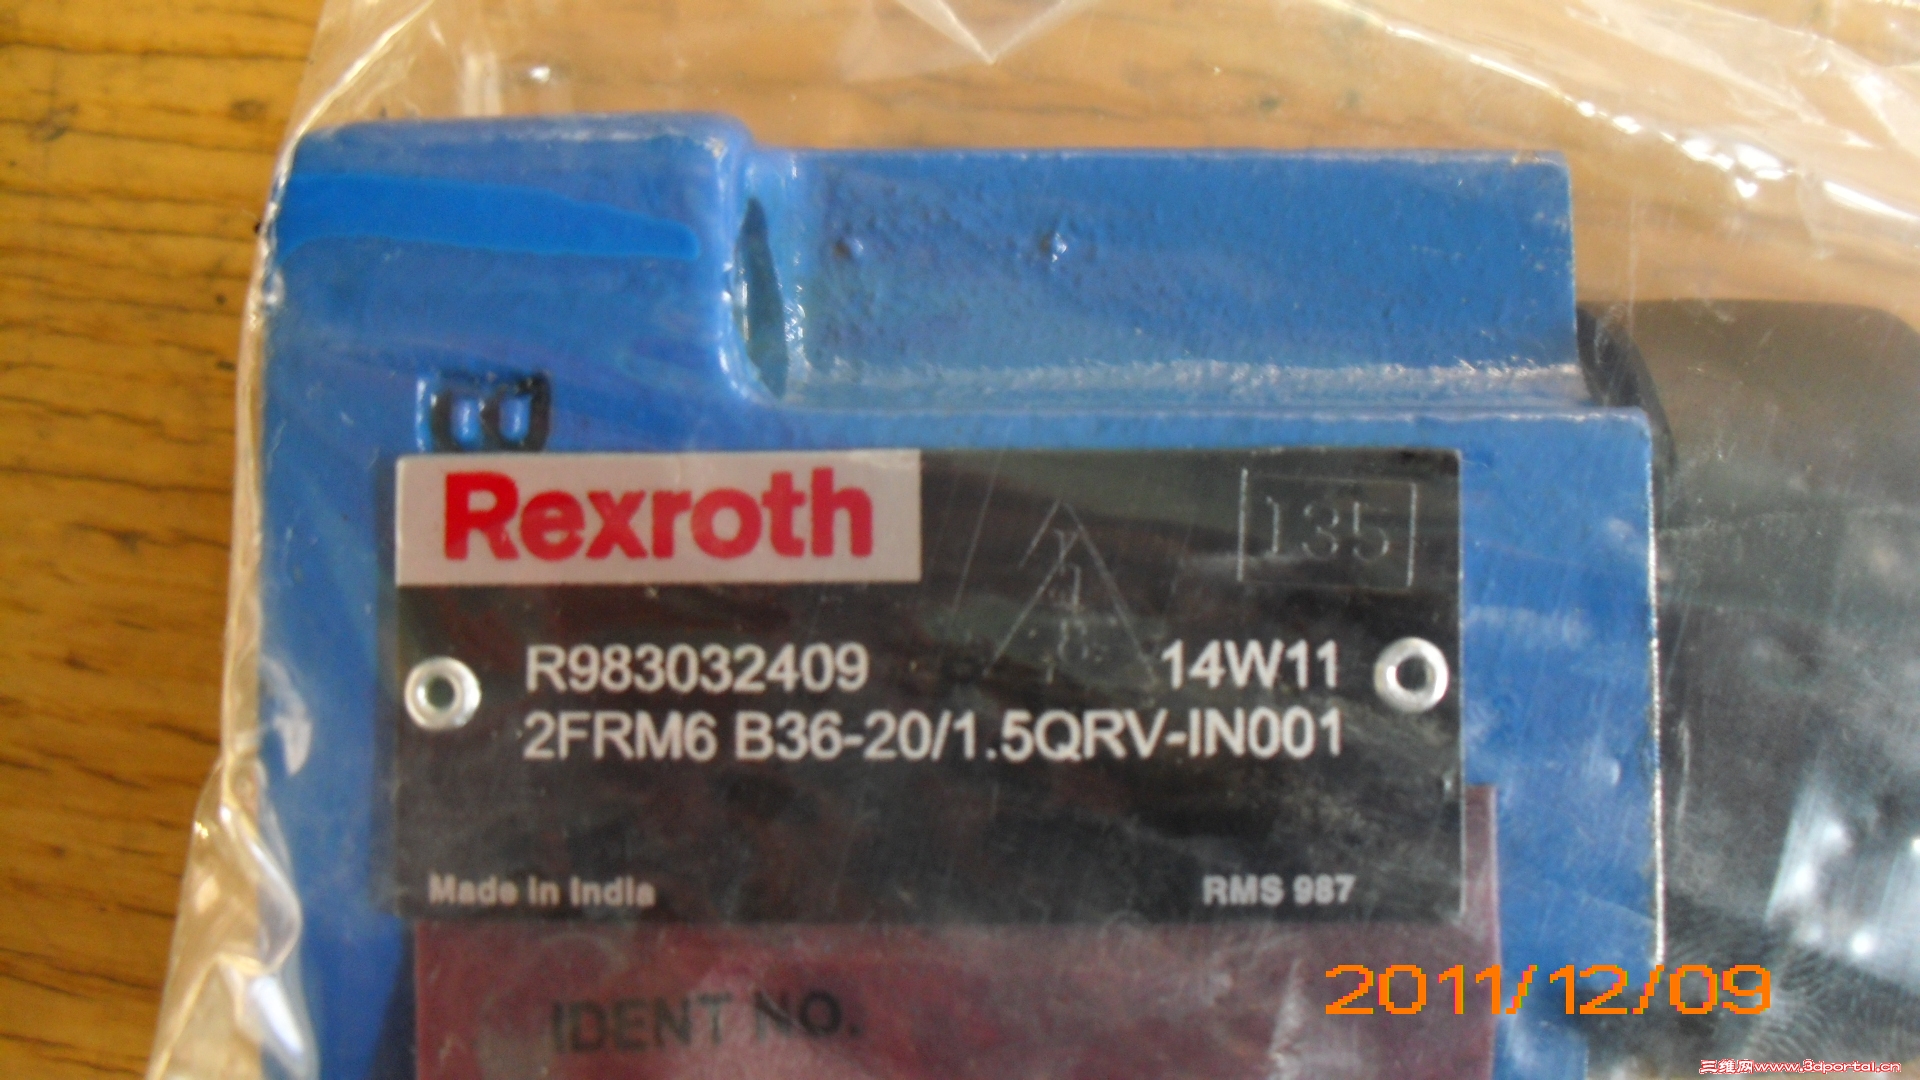 B
Rexroth
135
R983032409 14W11
2FRM6 B36-20/1.5QRV-IN001
Made in India RMS 987
IDENT NO.
2011/12/09
三维网www.3dportal.cn